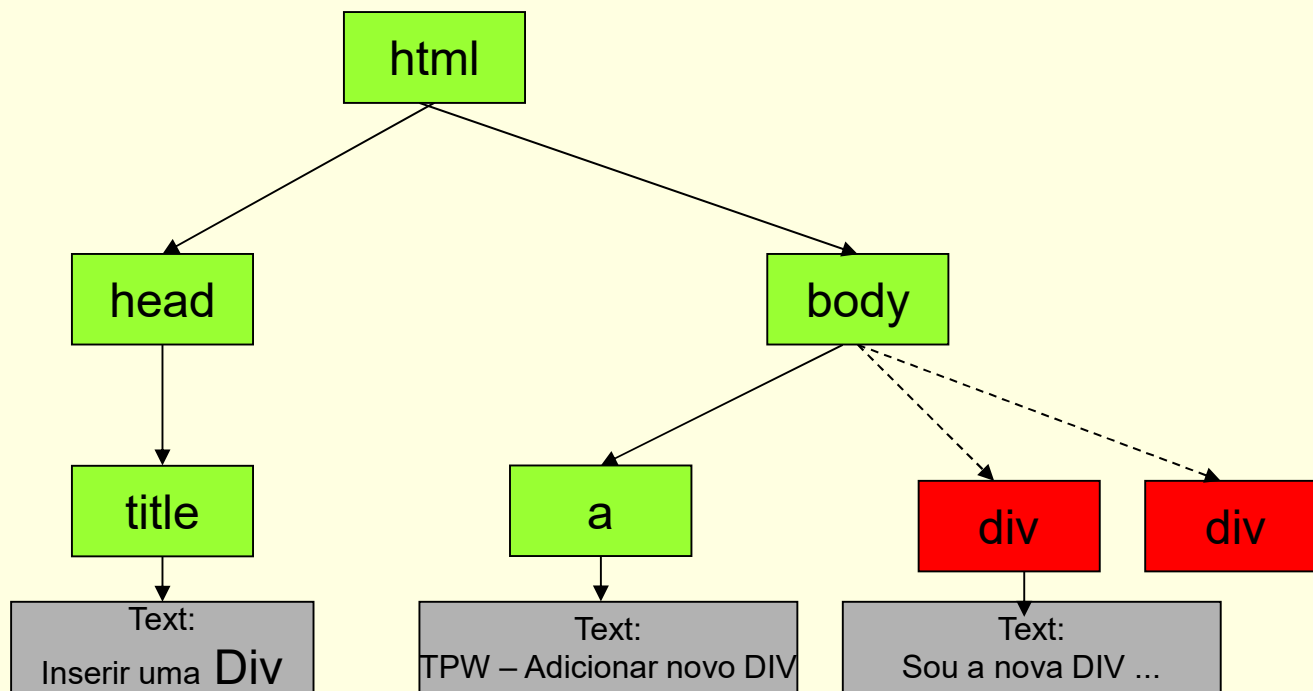 html
head
body
title
a
div
div
Text:
Inserir uma Div
Text:
TPW – Adicionar novo DIV
Text:
Sou a nova DIV ...